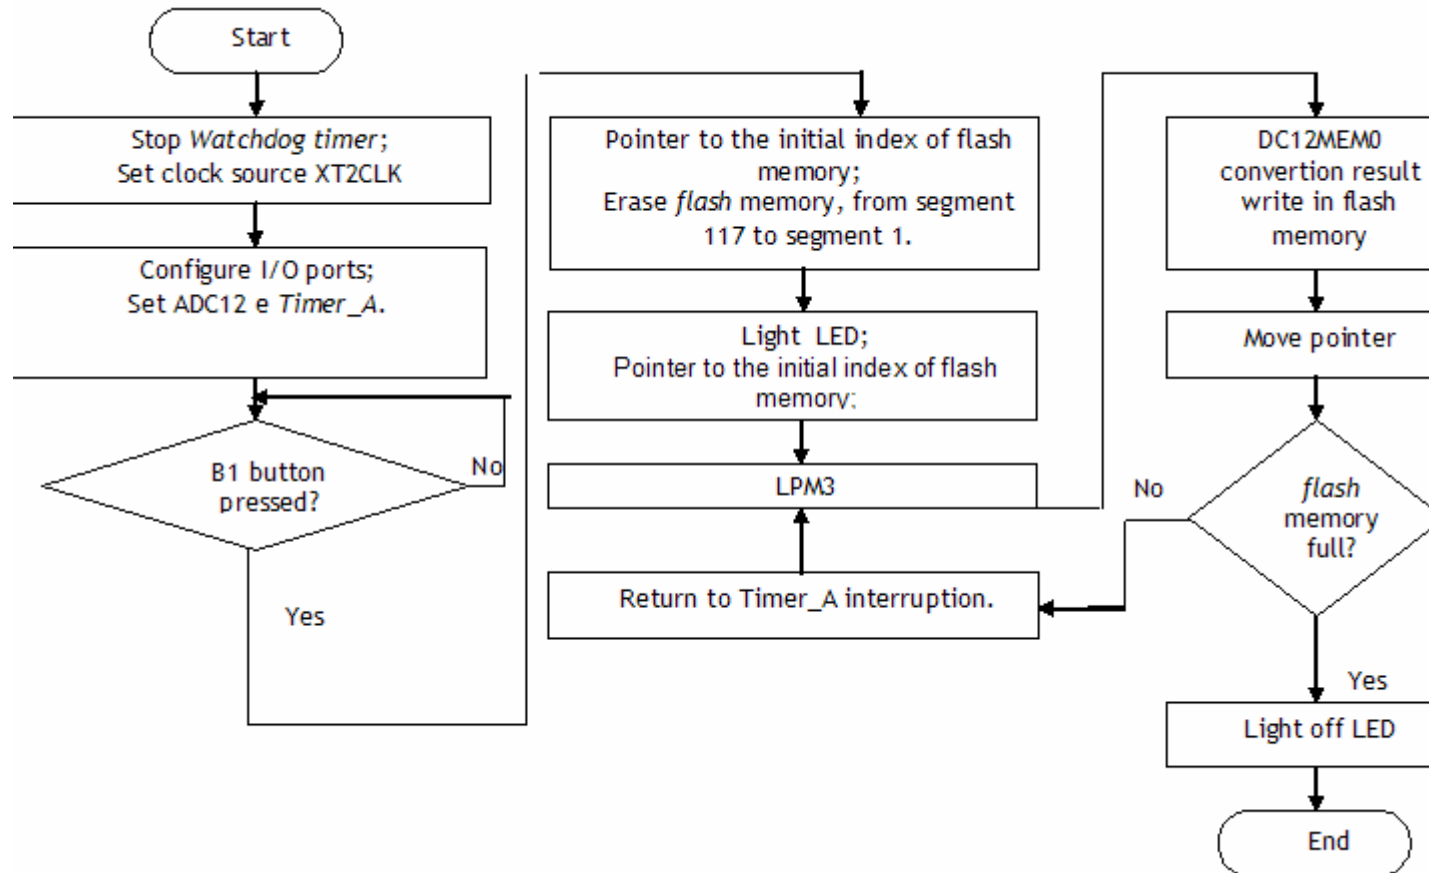 Start
Stop Watchdog timer;
Set clock source XT2CLK
Configure I/O ports;
Set ADC12 e Timer_A.
B1 button
pressed?
No
Yes
Pointer to the initial index of flash
memory;
Erase flash memory, from segment
117 to segment 1.
Light LED;
Pointer to the initial index of flash
memory;
LPM3
Return to Timer_A interruption.
DC12MEM0
convertion result
write in flash
memory
Move pointer
flash
memory
full?
No
Yes
Light off LED
End